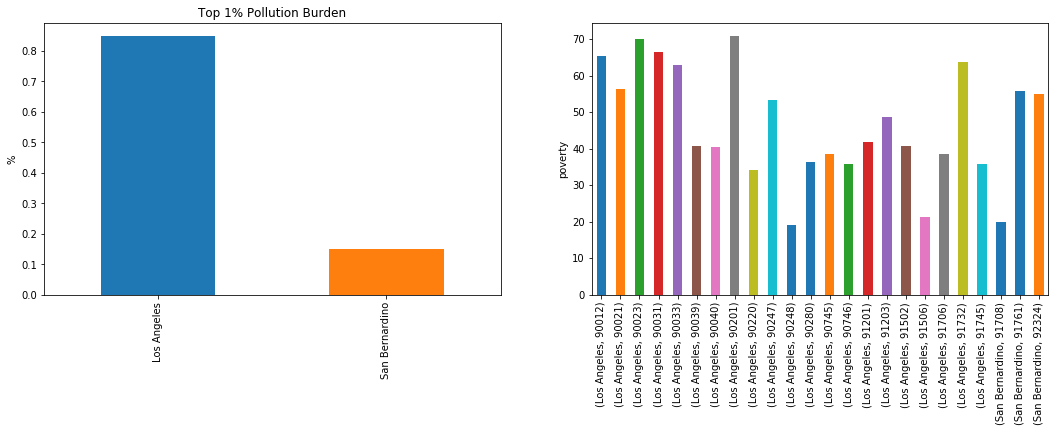 Top 1% Pollution Burden
%
0.8
0.7
0.6
0.5
0.4
0.3
0.2
0.1
0.0
Los Angeles
San Bernardino
poverty
70
60
50
40
30
20
10
0
(Los Angeles, 90012)
(Los Angeles, 90021)
(Los Angeles, 90023)
(Los Angeles, 90031)
(Los Angeles, 90033)
(Los Angeles, 90039)
(Los Angeles, 90040)
(Los Angeles, 90201)
(Los Angeles, 90220)
(Los Angeles, 90247)
(Los Angeles, 90248)
(Los Angeles, 90280)
(Los Angeles, 90745)
(Los Angeles, 90746)
(Los Angeles, 91201)
(Los Angeles, 91203)
(Los Angeles, 91502)
(Los Angeles, 91506)
(Los Angeles, 91706)
(Los Angeles, 91732)
(Los Angeles, 91745)
(San Bernardino, 91708)
(San Bernardino, 91761)
(San Bernardino, 92324)